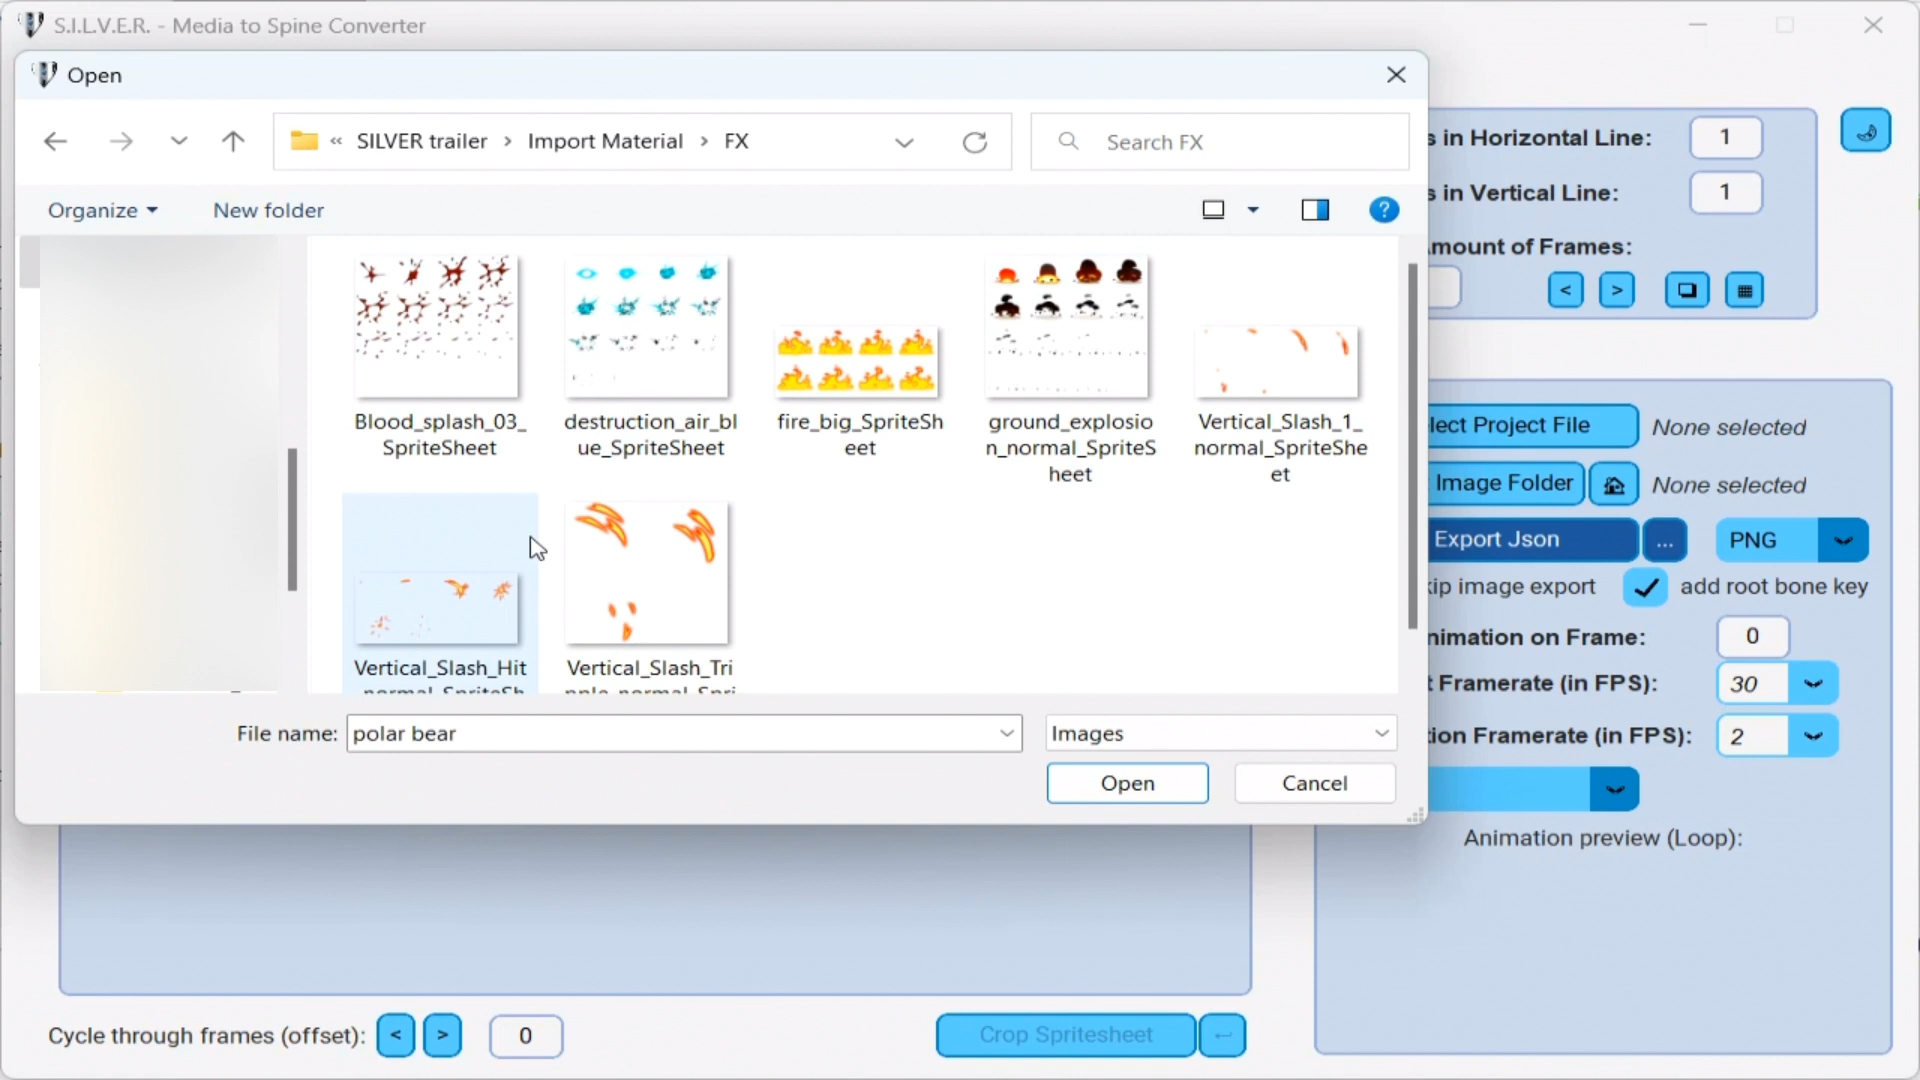 S.I.L.V.E.R. - Media to Spine Converter
Open
« SILVER trailer > Import Material > FX
Search FX
Organize
New folder
?
Blood_splash_03_
SpriteSheet
destruction_air_bl
ue_SpriteSheet
fire_big_SpriteSh
eet
ground_explosio
n_normal_SpriteS
heet
Vertical_Slash_1_
normal_SpriteShe
et
Vertical_Slash_Hit
Vertical_Slash_Tri
File name:
polar bear
Images
Open
Cancel
s in Horizontal Line:
1
s in Vertical Line:
1
mount of Frames:
<
>
lect Project File
None selected
Image Folder
None selected
Export Json
...
PNG
kip image export
add root bone key
nimation on Frame:
0
t Framerate (in FPS):
30
tion Framerate (in FPS):
2
Animation preview (Loop):
Cycle through frames (offset):
<
>
0
Crop Spritesheet